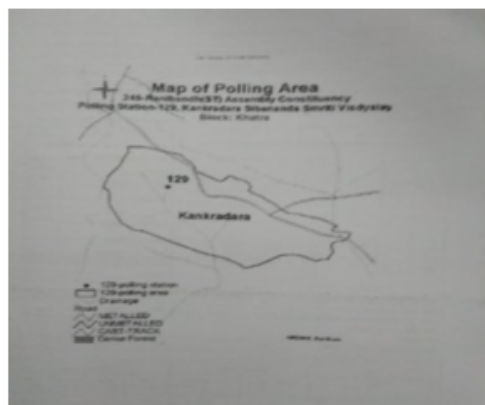 Map of Polling Area
249-Ranibandh(ST) Assembly Constituency
Polling Station-129, Kankradara Sibananda Smriti Vidyalay
Block: Khatra
129
Kankradara
129-polling station
129-polling area
Drainage
Road
METALLED
UNMETALLED
CART-TRACK
Dense Forest